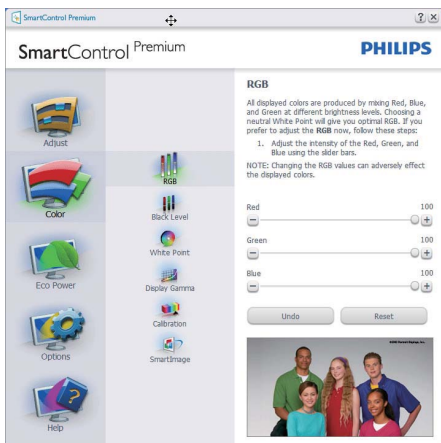 SmartControl Premium
SmartControl Premium
PHILIPS
Adjust
Color
Eco Power
Options
Help
RGB
Black Level
White Point
Display Gamma
Calibration
SmartImage
RGB
All displayed colors are produced by mixing Red, Blue,
and Green at different brightness levels. Choosing a
neutral White Point will give you optimal RGB. If you
prefer to adjust the RGB now, follow these steps:
1. Adjust the intensity of the Red, Green, and
Blue using the slider bars.
NOTE: Changing the RGB values can adversely effect
the displayed colors.
Red 100
Green 100
Blue 100
Undo Reset